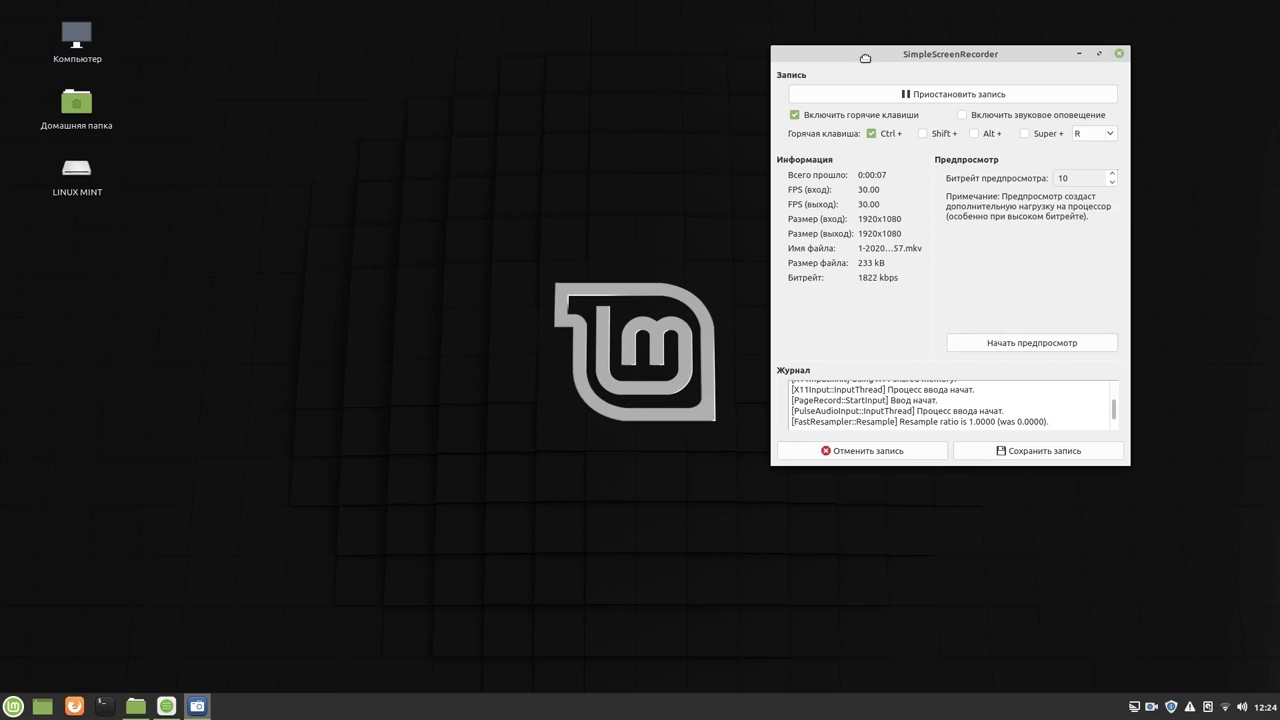 Компьютер
Домашняя папка
LINUX MINT
SimpleScreenRecorder
Запись
Приостановить запись
Включить горячие клавиши
Включить звуковое оповещение
Горячая клавиша: Ctrl + Shift + Alt + Super + R
Информация
Всего прошло: 0:00:07
FPS (вход): 30.00
FPS (выход): 30.00
Размер (вход): 1920x1080
Размер (выход): 1920x1080
Имя файла: 1-2020...57.mkv
Размер файла: 233 kB
Битрейт: 1822 kbps
Предпросмотр
Битрейт предпросмотра: 10
Примечание: Предпросмотр создаст
дополнительную нагрузку на процессор
(особенно при высоком битрейте).
Начать предпросмотр
Журнал
[X11Input::InputThread] Процесс ввода начат.
[PageRecord::StartInput] Ввод начат.
[PulseAudioInput::InputThread] Процесс ввода начат.
[FastResampler::Resample] Resample ratio is 1.0000 (was 0.0000).
Отменить запись
Сохранить запись
12:24